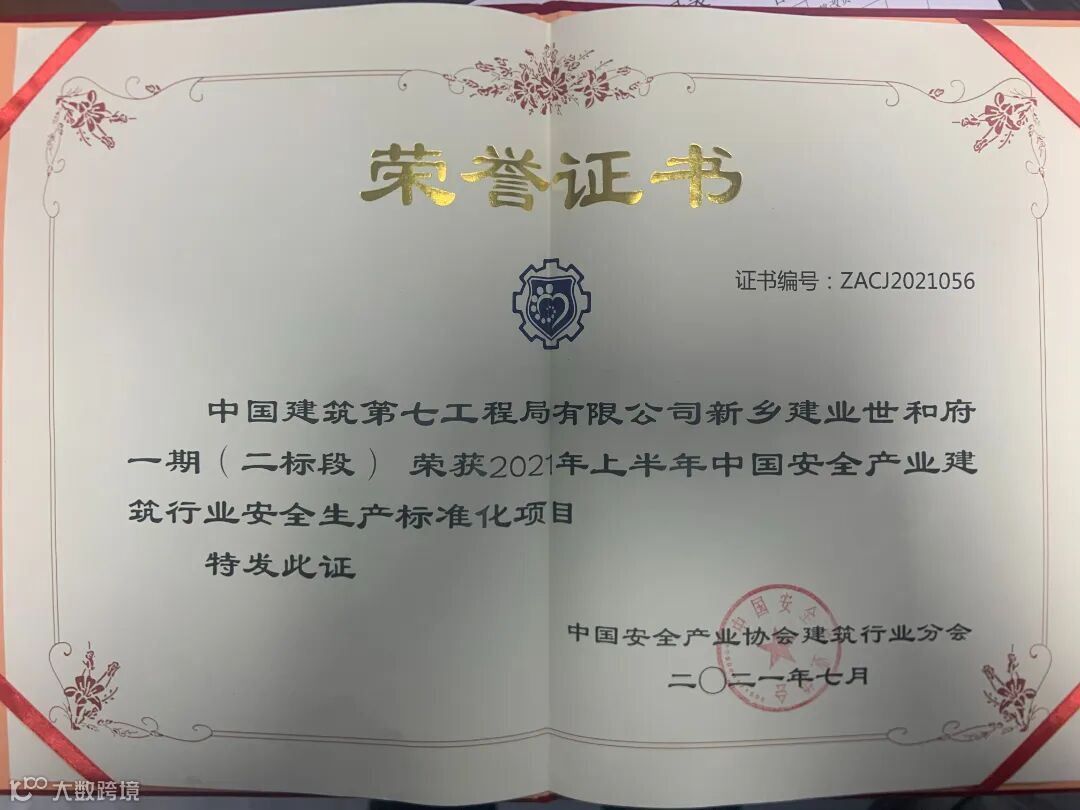 荣誉证书
证书编号：ZACJ2021056
中国建筑第七工程局有限公司新乡建业世和府
一期（二标段） 荣获2021年上半年中国安全产业建
筑行业安全生产标准化项目
特发此证
中国安全产业协会建筑行业分会
二〇二一年七月
中国安全
大数跨境